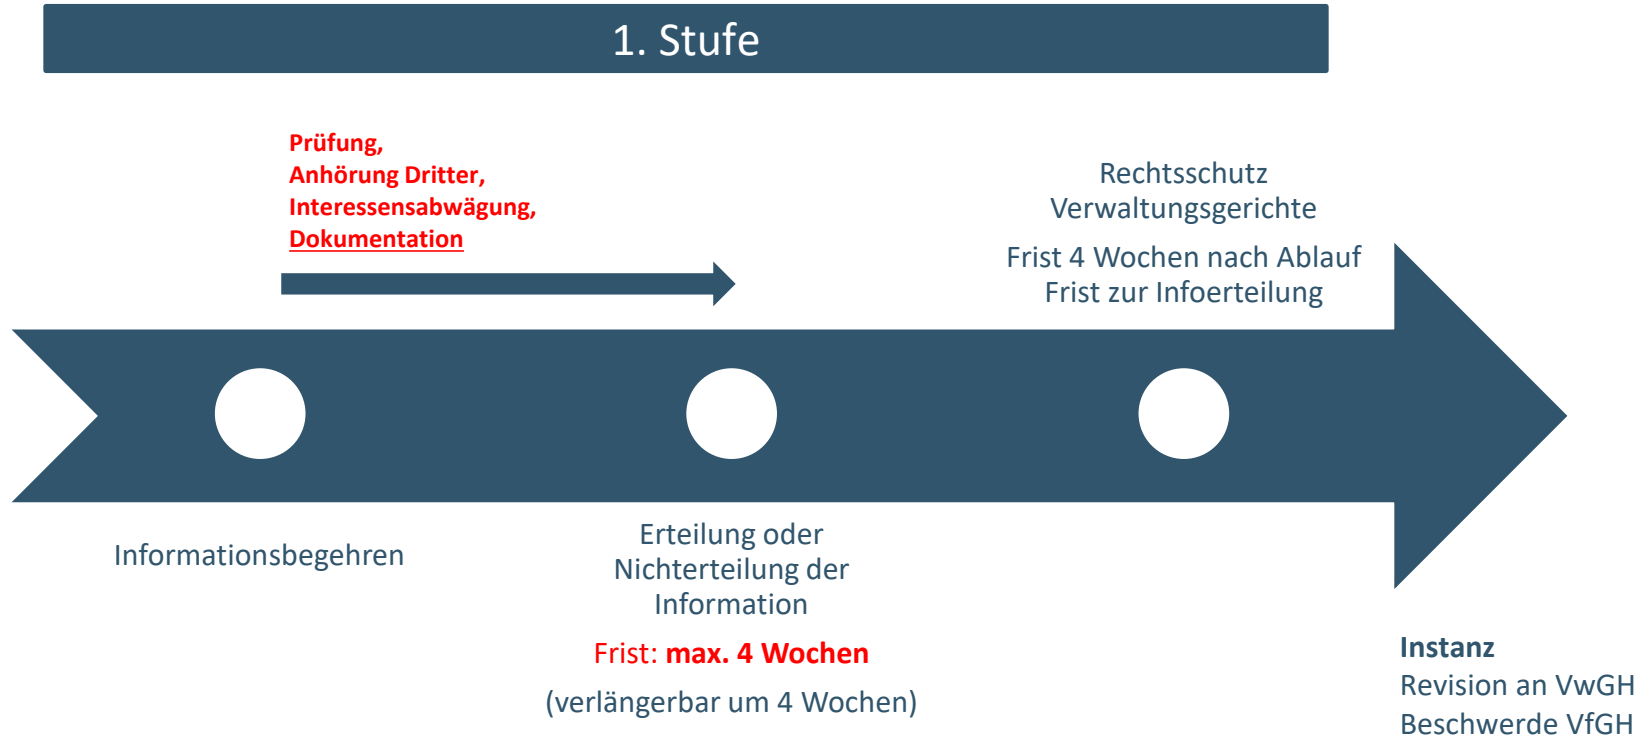 1. Stufe
Prüfung,
Anhörung Dritter,
Interessensabwägung,
Dokumentation
Rechtsschutz
Verwaltungsgerichte
Frist 4 Wochen nach Ablauf
Frist zur Infoerteilung
Informationsbegehren
Erteilung oder
Nichterteilung der
Information
Frist: max. 4 Wochen
(verlängerbar um 4 Wochen)
Instanz
Revision an VwGH
Beschwerde VfGH